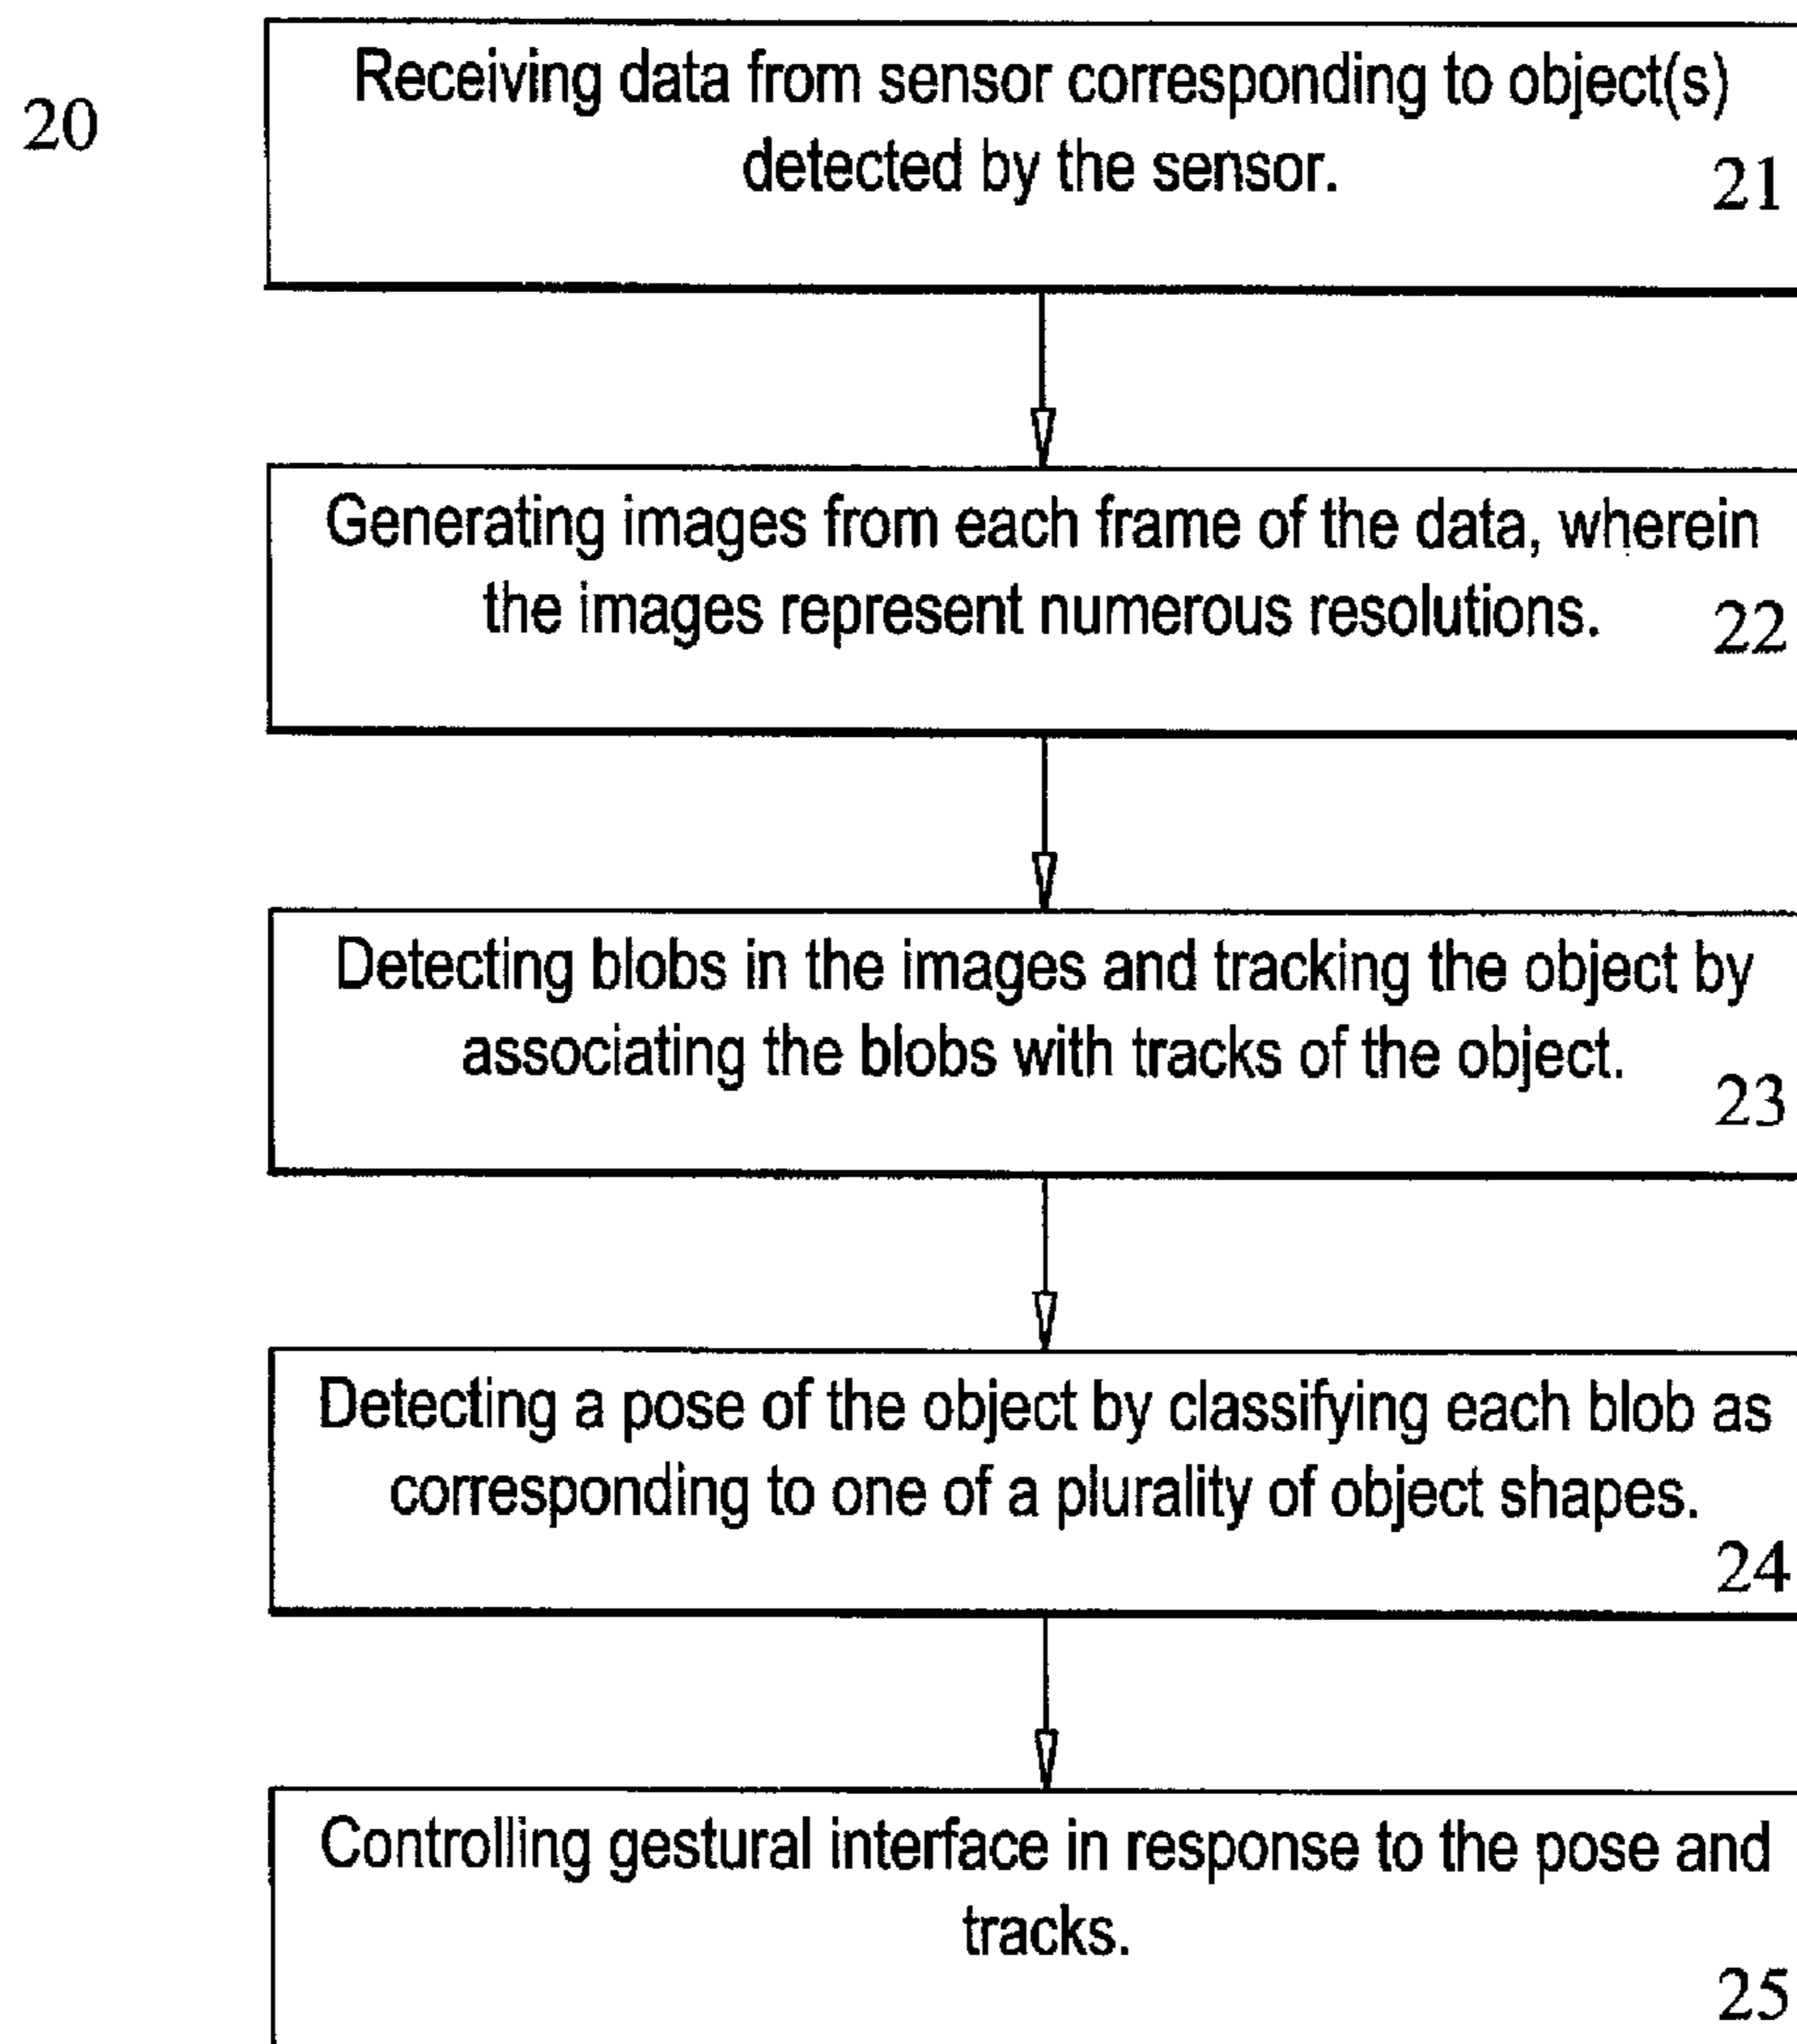 20
Receiving data from sensor corresponding to object(s)
detected by the sensor.
21
Generating images from each frame of the data, wherein
the images represent numerous resolutions.
22
Detecting blobs in the images and tracking the object by
associating the blobs with tracks of the object.
23
Detecting a pose of the object by classifying each blob as
corresponding to one of a plurality of object shapes.
24
Controlling gestural interface in response to the pose and
tracks.
25